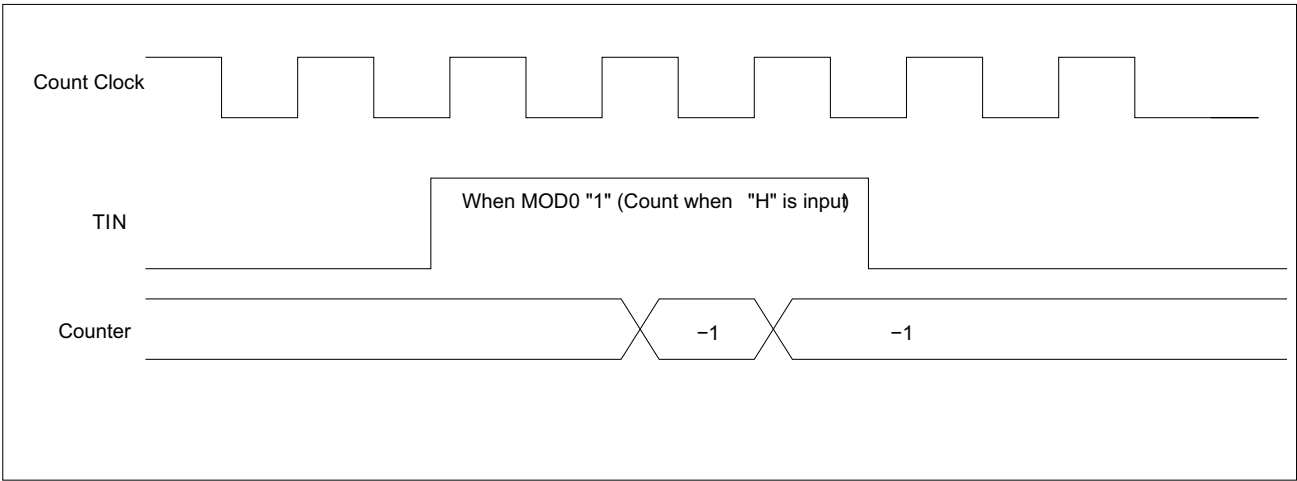 Count Clock
When MOD0 "1" (Count when "H" is input)
TIN
Counter
−1
−1